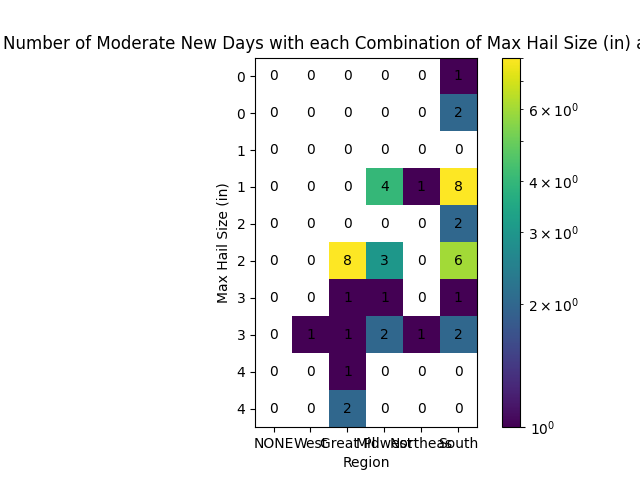 Number of Moderate New Days with each Combination of Max Hail Size (in) a
Max Hail Size (in)
0 0 0 0 0 0 1
0 0 0 0 0 0 2
1 0 0 0 0 0 0
1 0 0 0 4 1 8
2 0 0 0 0 0 2
2 0 0 8 3 0 6
3 0 0 1 1 0 1
3 0 1 1 2 1 2
4 0 0 1 0 0 0
4 0 0 2 0 0 0
NONE West Great Pl Midwest Northeast South
Region
6 × 10⁰
4 × 10⁰
3 × 10⁰
2 × 10⁰
10⁰